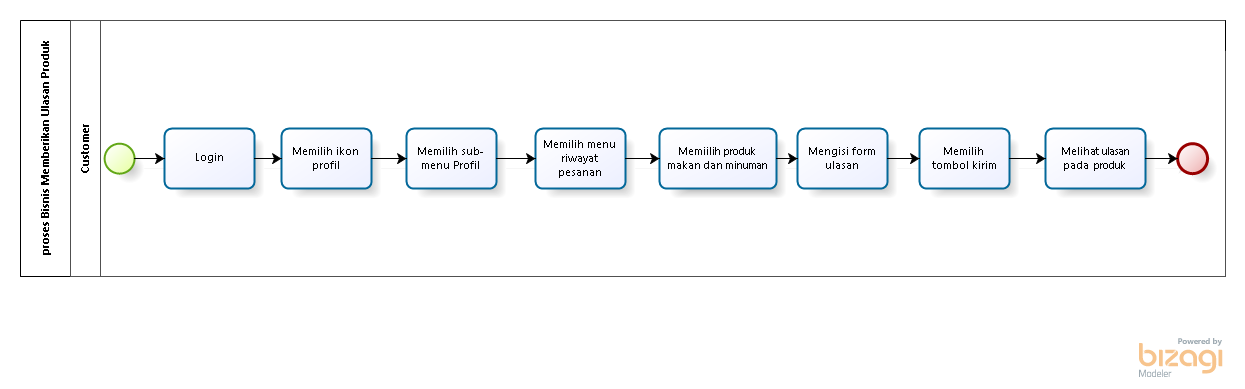 proses Bisnis Memberikan Ulasan Produk
Customer
Login
Memilih ikon
profil
Memilih sub-
menu Profil
Memilih menu
riwayat
pesanan
Memiilih produk
makan dan minuman
Mengisi form
ulasan
Memilih
tombol kirim
Melihat ulasan
pada produk
Powered by
bizagi
Modeler